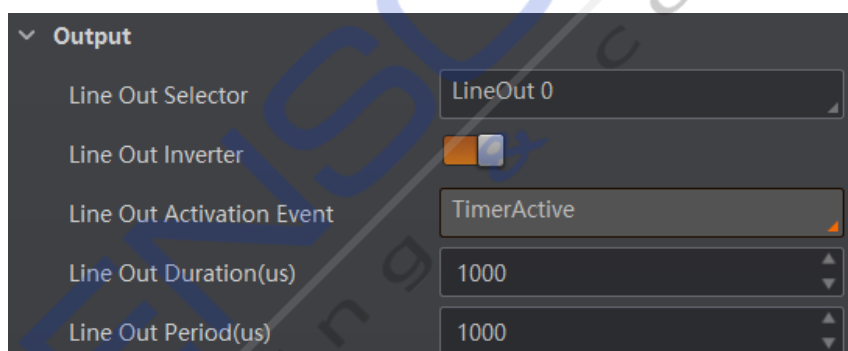 Output
Line Out Selector LineOut 0
Line Out Inverter
Line Out Activation Event TimerActive
Line Out Duration(us) 1000
Line Out Period(us) 1000